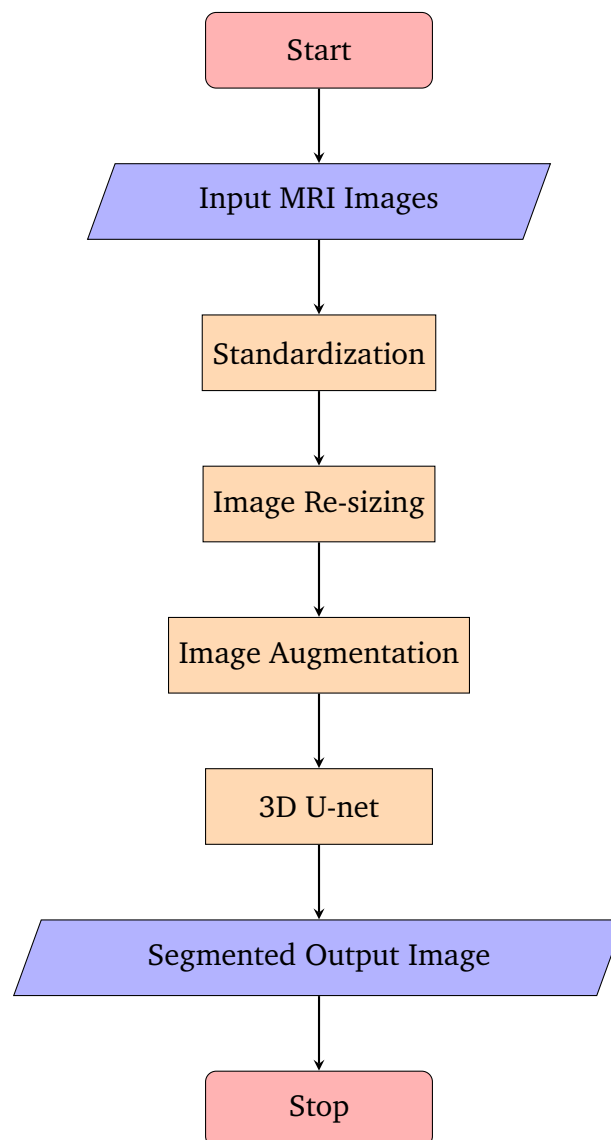 Start
Input MRI Images
Standardization
Image Re-sizing
Image Augmentation
3D U-net
Segmented Output Image
Stop